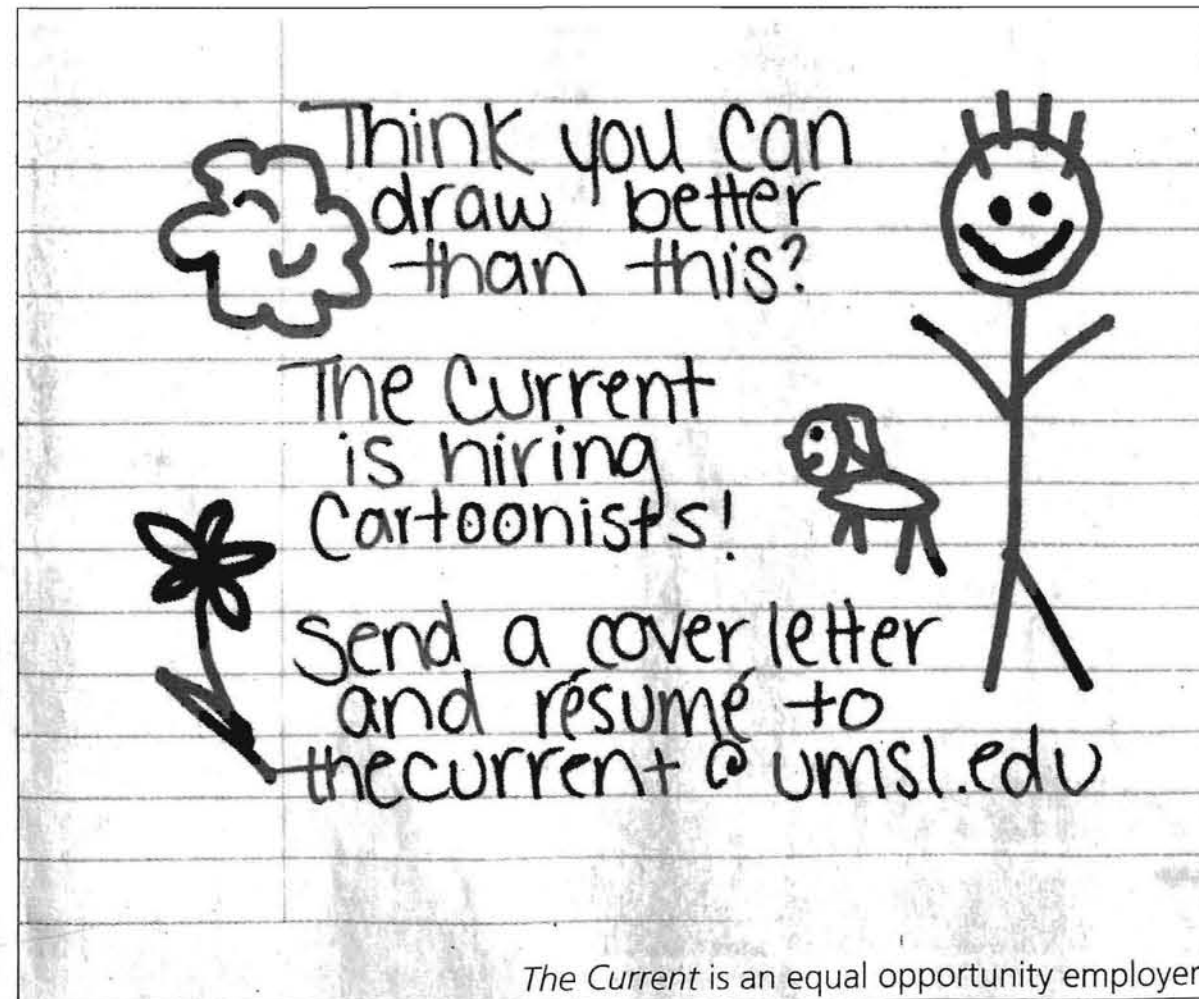 Think you can
draw better
than this?
The Current
is hiring
Cartoonists!
Send a cover letter
and résumé to
thecurrent@umsl.edu
The Current is an equal opportunity employer